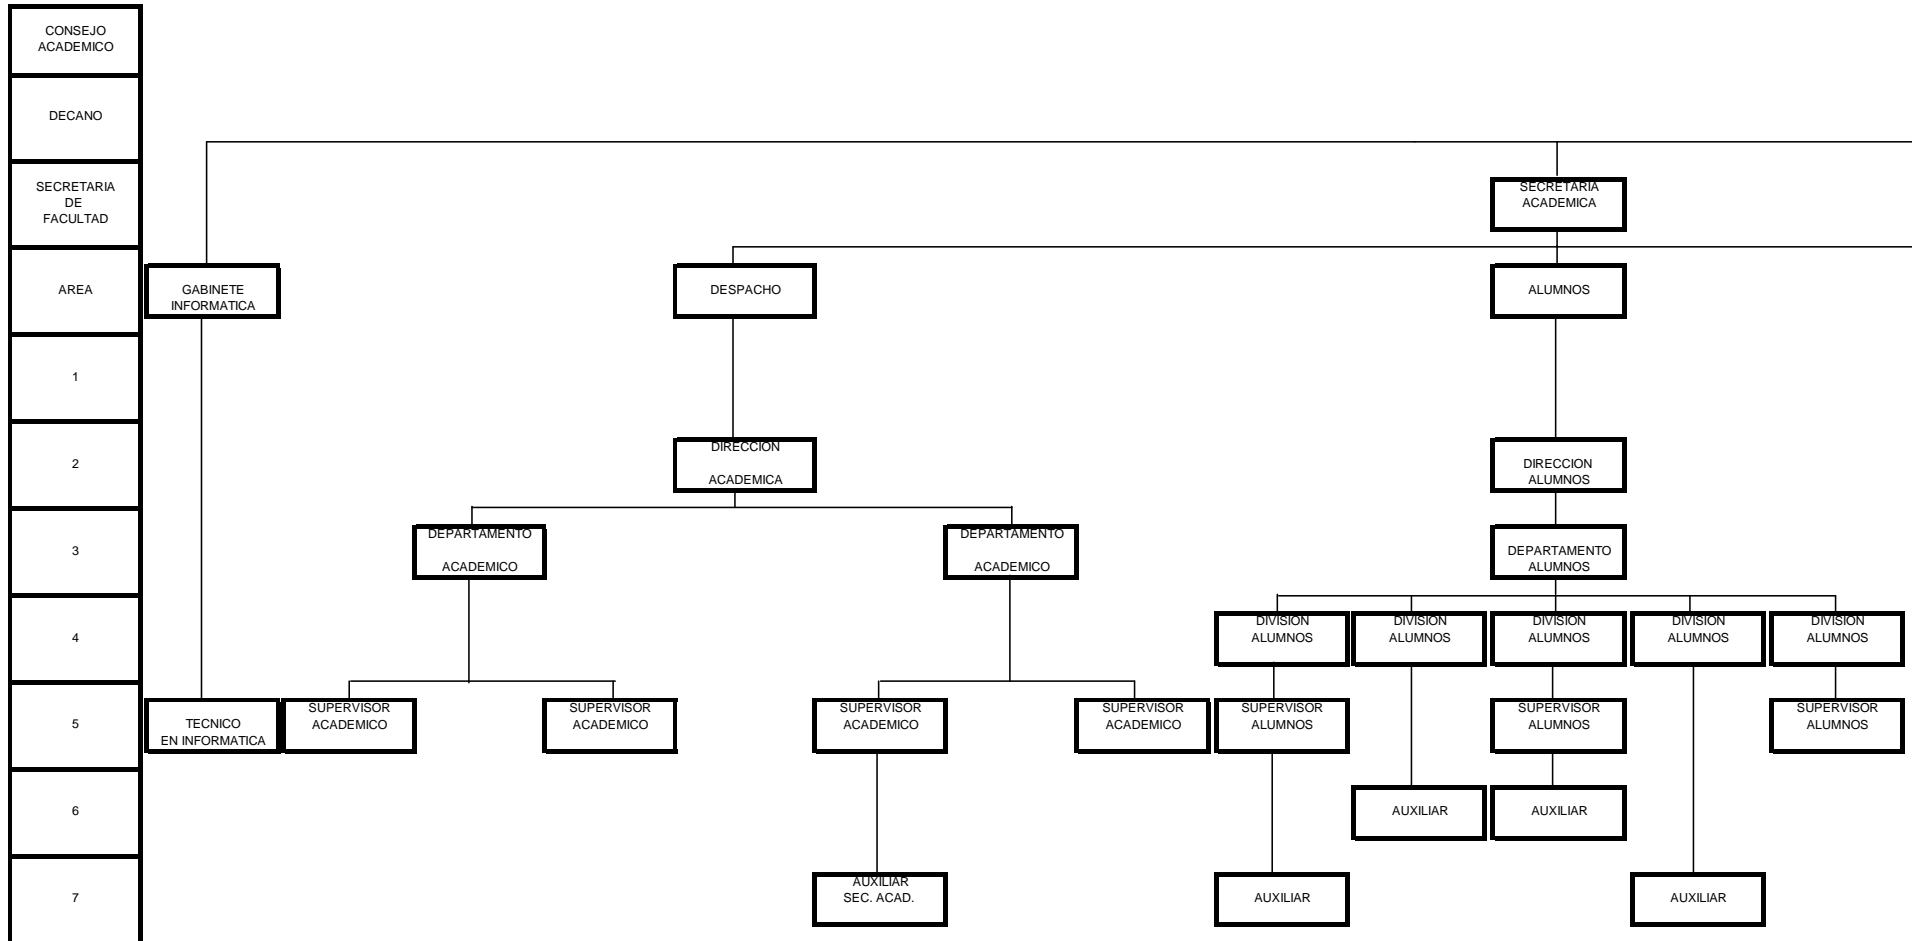 CONSEJO
ACADEMICO
DECANO
SECRETARIA
DE
FACULTAD
SECRETARIA
ACADEMICA
AREA
GABINETE
INFORMATICA
DESPACHO
ALUMNOS
1
2
DIRECCION
ACADEMICA
DIRECCION
ALUMNOS
3
DEPARTAMENTO
ACADEMICO
DEPARTAMENTO
ACADEMICO
DEPARTAMENTO
ALUMNOS
4
DIVISION
ALUMNOS
DIVISION
ALUMNOS
DIVISION
ALUMNOS
DIVISION
ALUMNOS
DIVISION
ALUMNOS
5
TECNICO
EN INFORMATICA
SUPERVISOR
ACADEMICO
SUPERVISOR
ACADEMICO
SUPERVISOR
ACADEMICO
SUPERVISOR
ACADEMICO
SUPERVISOR
ALUMNOS
SUPERVISOR
ALUMNOS
SUPERVISOR
ALUMNOS
6
AUXILIAR
AUXILIAR
7
AUXILIAR
SEC. ACAD.
AUXILIAR
AUXILIAR